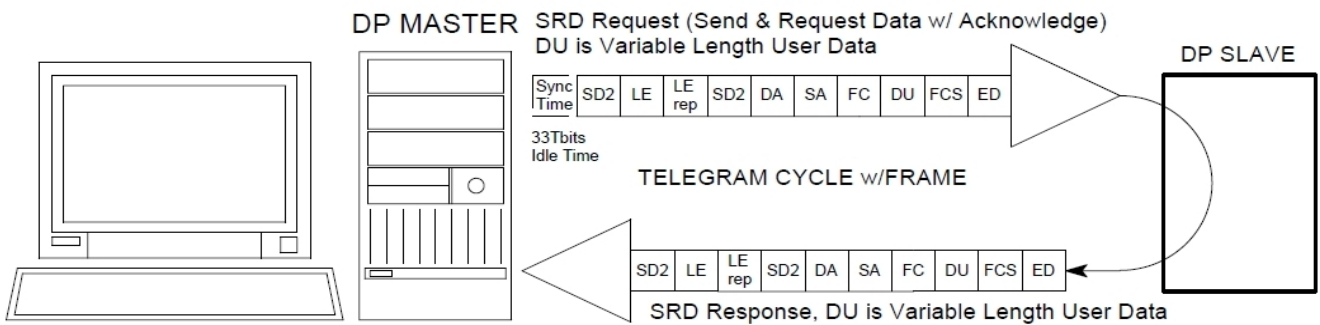 DP MASTER
SRD Request (Send & Request Data w/ Acknowledge)
DU is Variable Length User Data
DP SLAVE
Sync Time SD2 LE LE rep SD2 DA SA FC DU FCS ED
33Tbits
Idle Time
TELEGRAM CYCLE w/FRAME
SD2 LE LE rep SD2 DA SA FC DU FCS ED
SRD Response, DU is Variable Length User Data